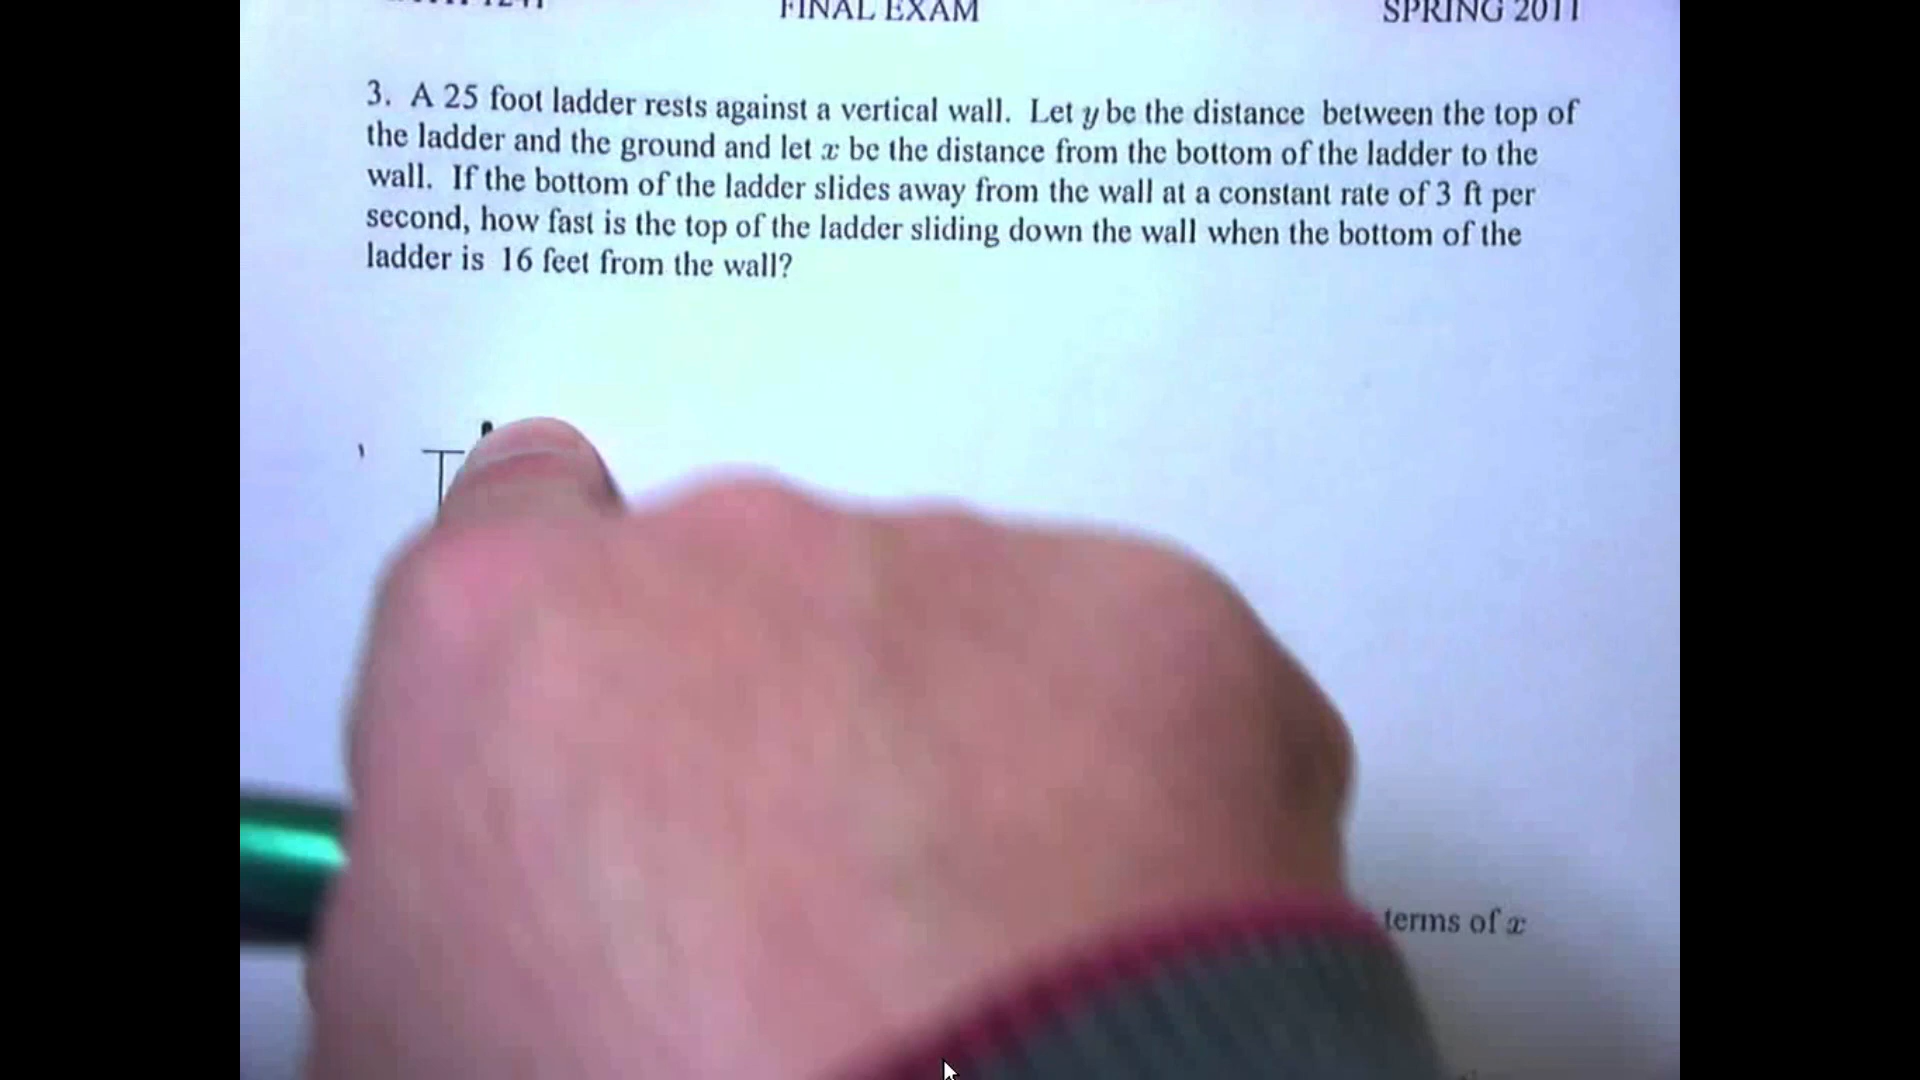 FINAL EXAM SPRING 2011
3. A 25 foot ladder rests against a vertical wall. Let y be the distance between the top of
the ladder and the ground and let x be the distance from the bottom of the ladder to the
wall. If the bottom of the ladder slides away from the wall at a constant rate of 3 ft per
second, how fast is the top of the ladder sliding down the wall when the bottom of the
ladder is 16 feet from the wall?
terms of x